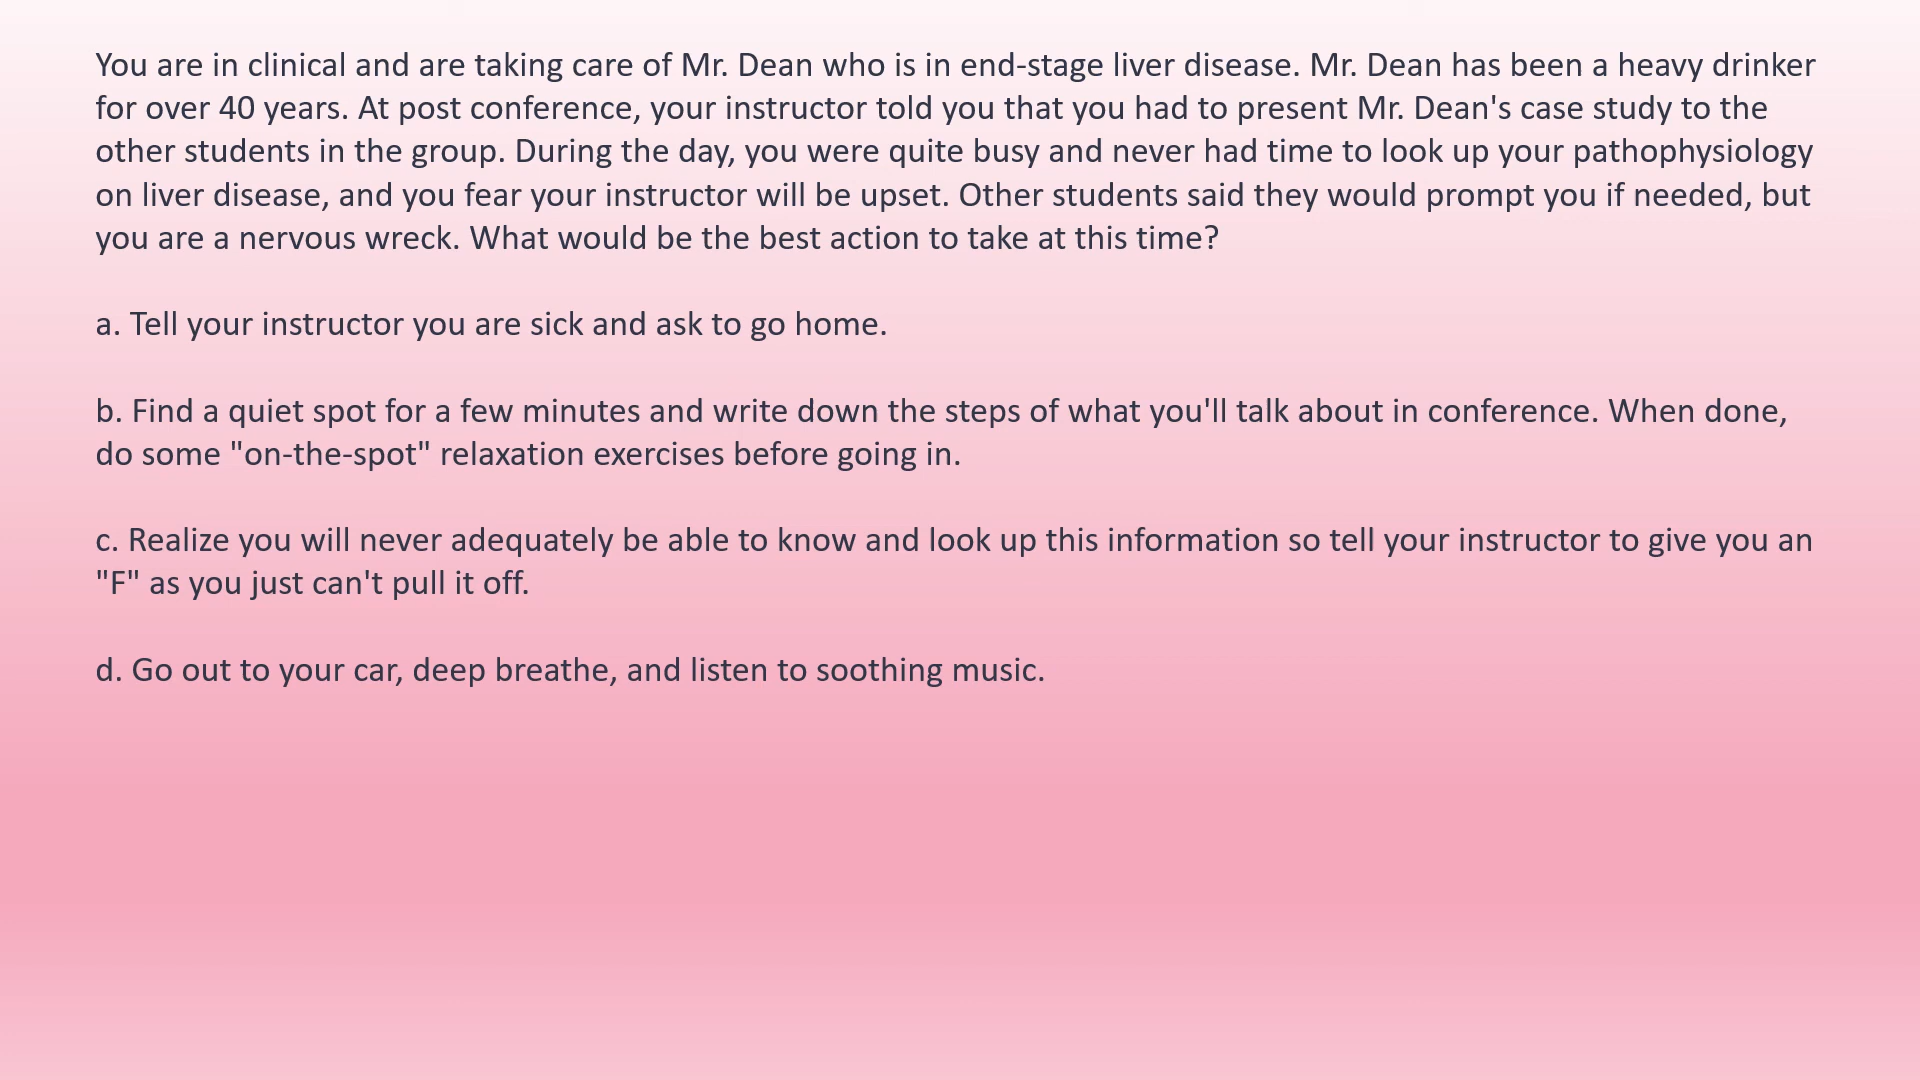 You are in clinical and are taking care of Mr. Dean who is in end-stage liver disease. Mr. Dean has been a heavy drinker
for over 40 years. At post conference, your instructor told you that you had to present Mr. Dean's case study to the
other students in the group. During the day, you were quite busy and never had time to look up your pathophysiology
on liver disease, and you fear your instructor will be upset. Other students said they would prompt you if needed, but
you are a nervous wreck. What would be the best action to take at this time?
a. Tell your instructor you are sick and ask to go home.
b. Find a quiet spot for a few minutes and write down the steps of what you'll talk about in conference. When done,
do some "on-the-spot" relaxation exercises before going in.
c. Realize you will never adequately be able to know and look up this information so tell your instructor to give you an
"F" as you just can't pull it off.
d. Go out to your car, deep breathe, and listen to soothing music.